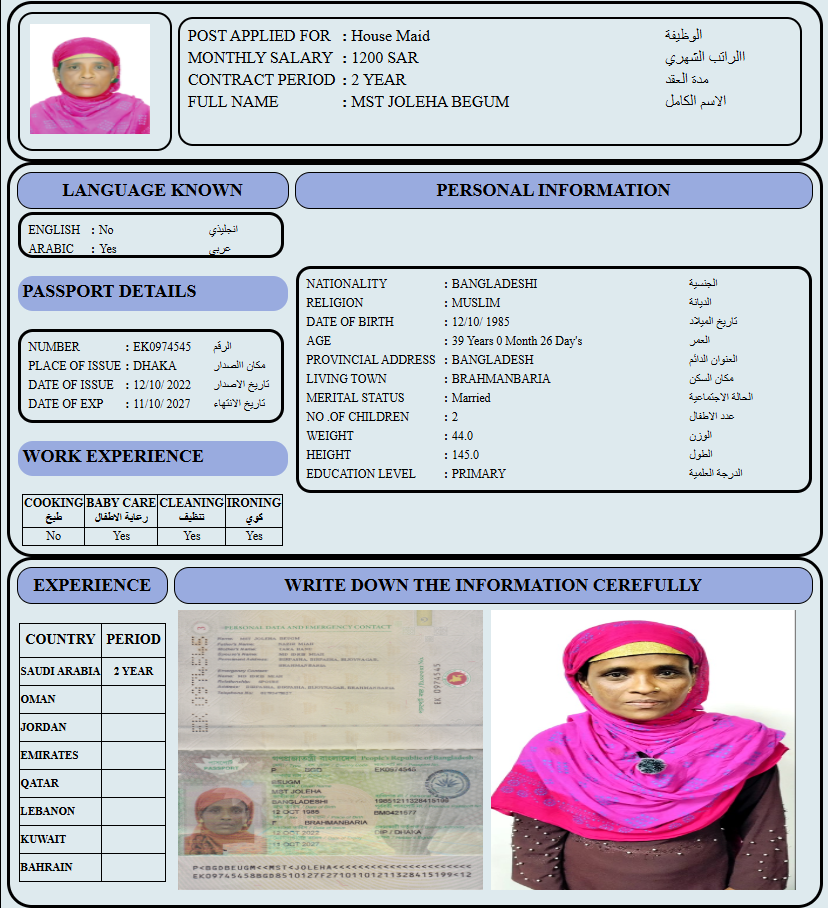 POST APPLIED FOR : House Maid الوظيفة
MONTHLY SALARY : 1200 SAR االراتب الشهري
CONTRACT PERIOD : 2 YEAR مدة العقد
FULL NAME : MST JOLEHA BEGUM الاسم الكامل
LANGUAGE KNOWN
ENGLISH : No انجليذي
ARABIC : Yes عربي
PASSPORT DETAILS
NUMBER : EK0974545 الرقم
PLACE OF ISSUE : DHAKA مكان االصدار
DATE OF ISSUE : 12/10/ 2022 تاريخ الاصدار
DATE OF EXP : 11/10/ 2027 تاريخ الانتهاء
WORK EXPERIENCE
COOKING BABY CARE CLEANING IRONING
طبخ رعاية الاطفال تنظيف كوي
No Yes Yes Yes
PERSONAL INFORMATION
NATIONALITY : BANGLADESHI الجنسية
RELIGION : MUSLIM الديانة
DATE OF BIRTH : 12/10/ 1985 تاريخ الميلاد
AGE : 39 Years 0 Month 26 Day's العمر
PROVINCIAL ADDRESS : BANGLADESH العنوان الدائم
LIVING TOWN : BRAHMANBARIA مكان السكن
MERITAL STATUS : Married الحالة الاجتماعية
NO .OF CHILDREN : 2 عدد الاطفال
WEIGHT : 44.0 الوزن
HEIGHT : 145.0 الطول
EDUCATION LEVEL : PRIMARY الدرجة العلمية
EXPERIENCE
COUNTRY PERIOD
SAUDI ARABIA 2 YEAR
OMAN
JORDAN
EMIRATES
QATAR
LEBANON
KUWAIT
BAHRAIN
WRITE DOWN THE INFORMATION CEREFULLY
PERSONAL DATA AND EMERGENCY CONTACT
EK 0974545
People's Republic of Bangladesh
PASSPORT
P BGD EK0974545
BEUGM
MST JOLEHA
BANGLADESHI
12 OCT 1985
F BRAHMANBARIA
12 OCT 2022 DIP / DHAKA
11 OCT 2027